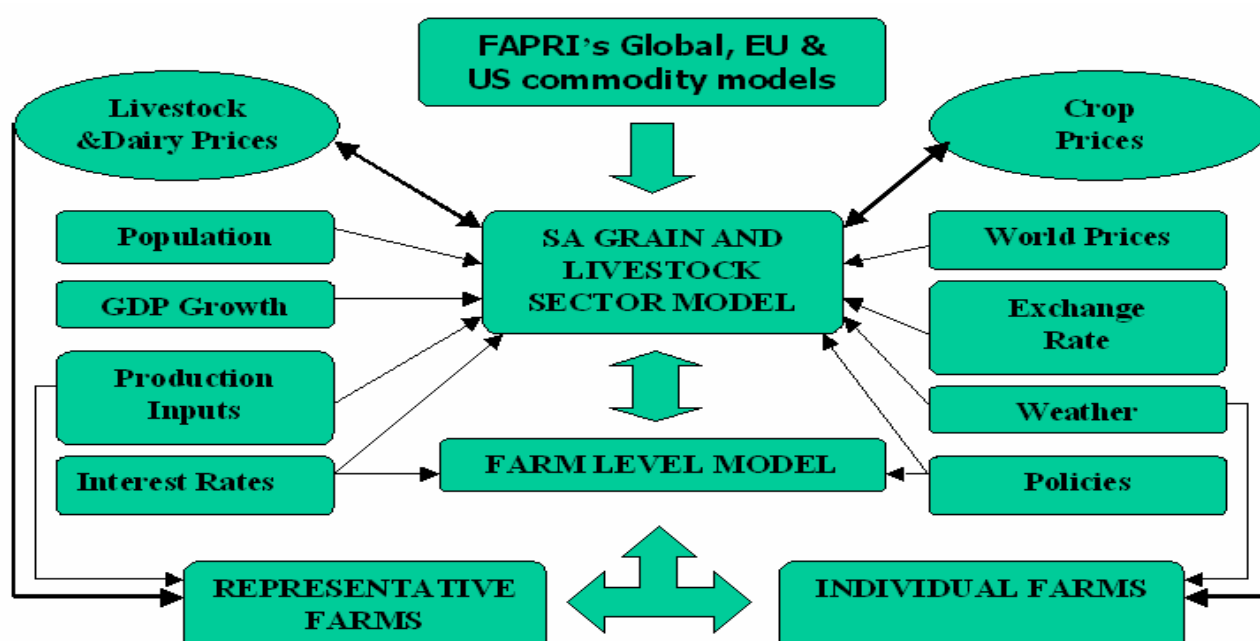 FAPRI's Global, EU &
US commodity models
Livestock
&Dairy Prices
Crop
Prices
Population
GDP Growth
Production
Inputs
Interest Rates
SA GRAIN AND
LIVESTOCK
SECTOR MODEL
World Prices
Exchange
Rate
Weather
Policies
FARM LEVEL MODEL
REPRESENTATIVE
FARMS
INDIVIDUAL FARMS